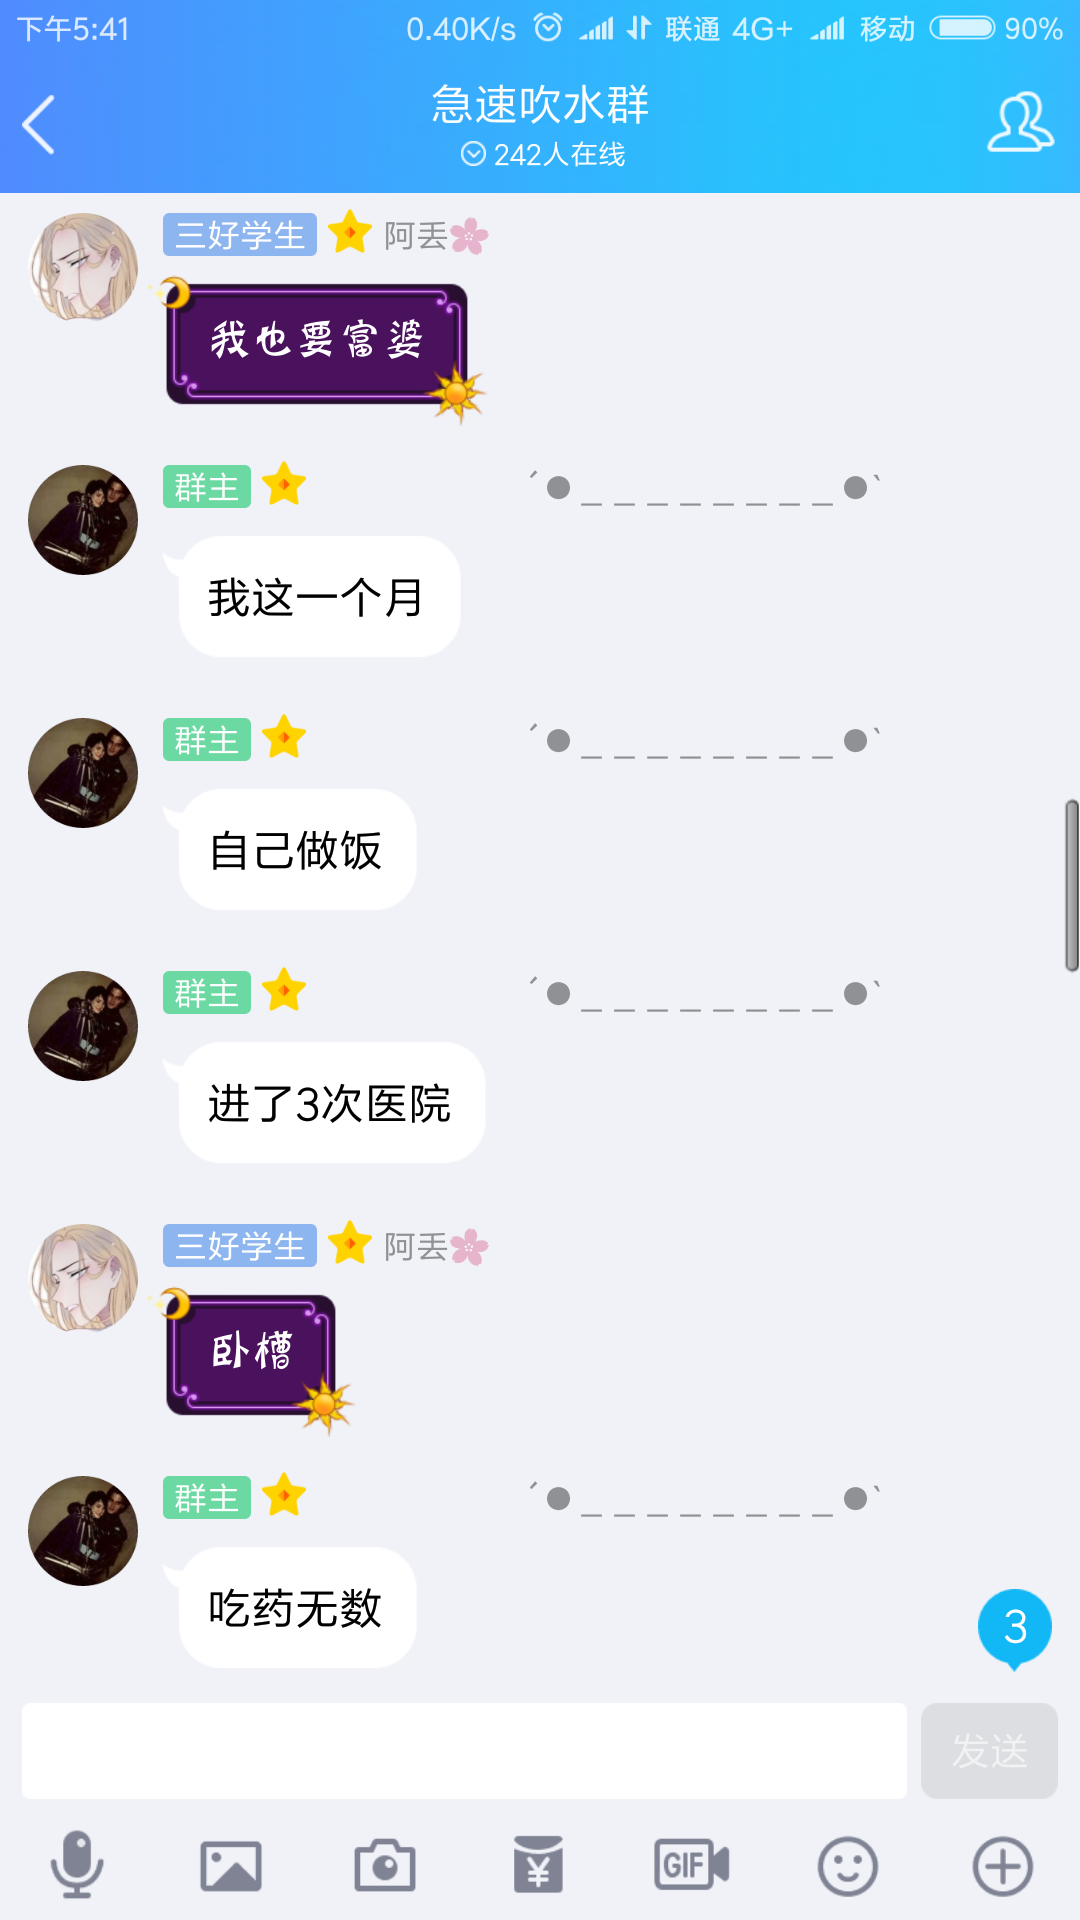 下午5:41 0.40K/s 联通 4G+ 移动 90%
急速吹水群
242人在线
三好学生 阿丢🌸
我也要富婆
群主 ´●_ _ _ _ _ _ _ _●`
我这一个月
群主 ´●_ _ _ _ _ _ _ _●`
自己做饭
群主 ´●_ _ _ _ _ _ _ _●`
进了3次医院
三好学生 阿丢🌸
卧槽
群主 ´●_ _ _ _ _ _ _ _●`
吃药无数
3
发送
¥ GIF